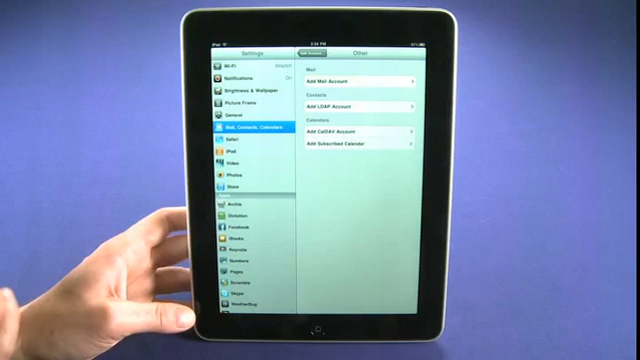 iPad
3:34 PM
Settings
Other
Wi-Fi
Notifications
On
Brightness & Wallpaper
Picture Frame
General
Mail, Contacts, Calendars
Safari
iPod
Video
Photos
Store
Apps
Dictation
Facebook
iBooks
Keynote
Numbers
Pages
Scrabble
Skype
WeatherBug
Mail
Add Mail Account
Contacts
Add LDAP Account
Calendars
Add CalDAV Account
Add Subscribed Calendar